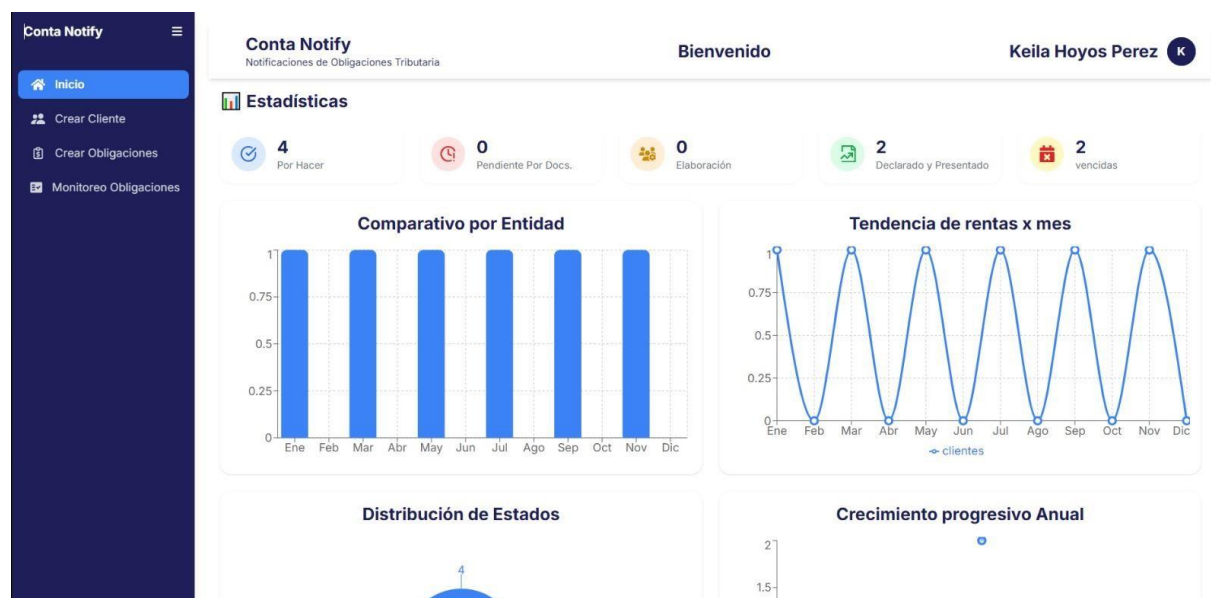 Conta Notify
Inicio
Crear Cliente
Crear Obligaciones
Monitoreo Obligaciones
Conta Notify
Notificaciones de Obligaciones Tributaria
Bienvenido
Keila Hoyos Perez K
Estadísticas
4
Por Hacer
0
Pendiente Por Docs.
0
Elaboración
2
Declarado y Presentado
2
vencidas
Comparativo por Entidad
1
0.75
0.5
0.25
0
Ene Feb Mar Abr May Jun Jul Ago Sep Oct Nov Dic
Tendencia de rentas x mes
1
0.75
0.5
0.25
0
Ene Feb Mar Abr May Jun Jul Ago Sep Oct Nov Dic
clientes
Distribución de Estados
4
Crecimiento progresivo Anual
2
1.5